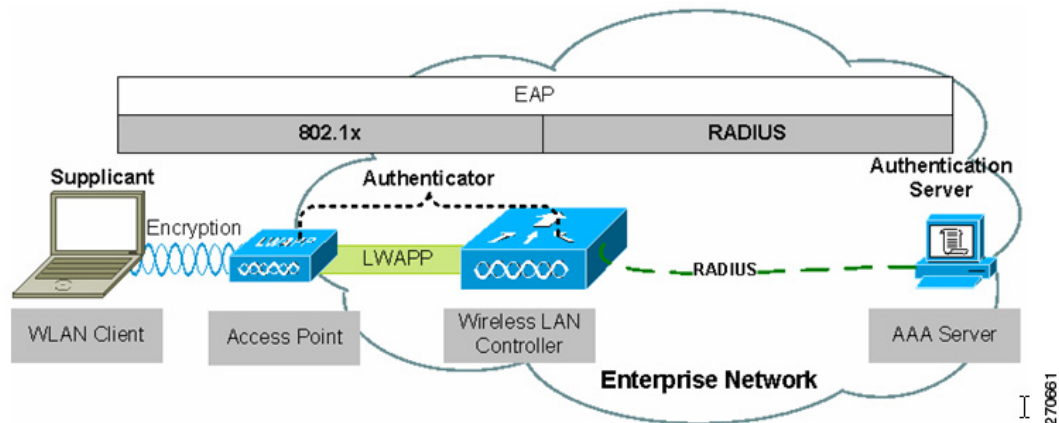 EAP
802.1x
RADIUS
Supplicant
Authenticator
Authentication
Server
Encryption
LWAPP
LWAPP
RADIUS
WLAN Client
Access Point
Wireless LAN
Controller
AAA Server
Enterprise Network
270661